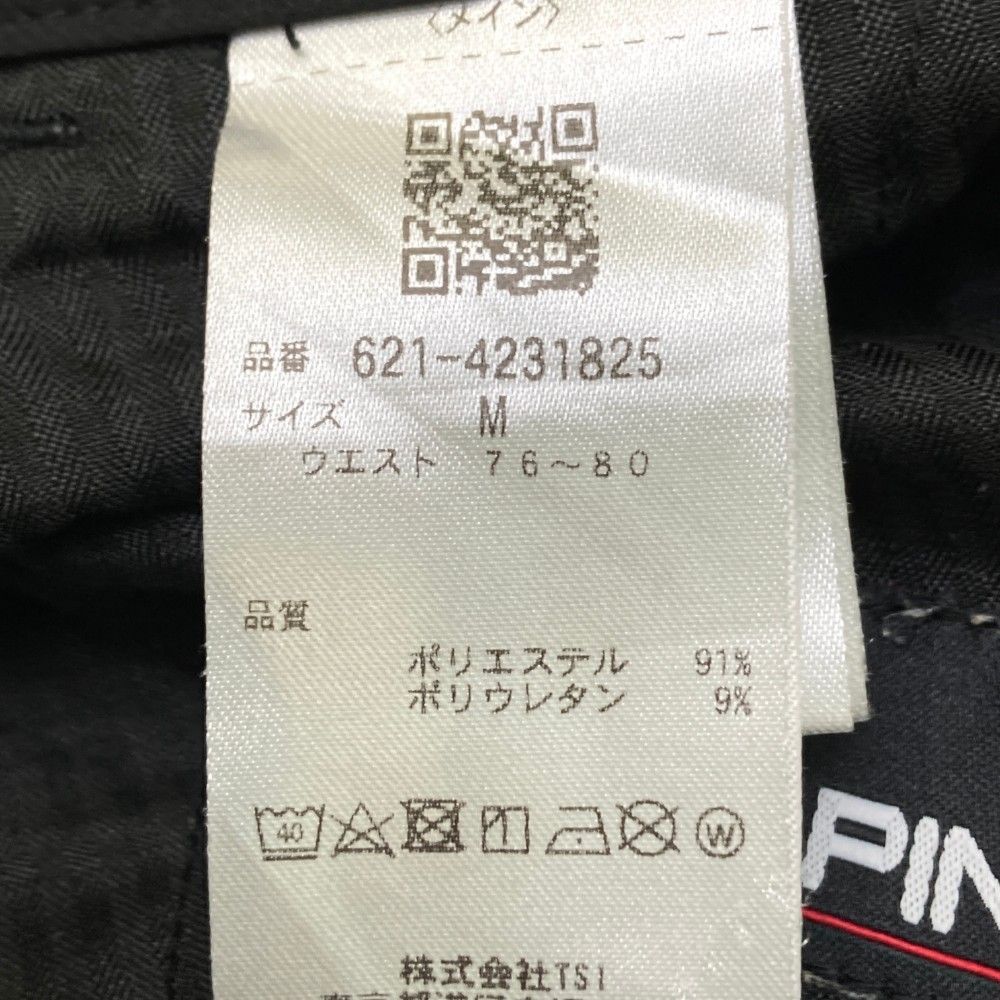 〈メイン〉
品番 621-4231825
サイズ M
ウエスト 76～80
品質
ポリエステル 91%
ポリウレタン 9%
40
W
PIN
株式会社TSI